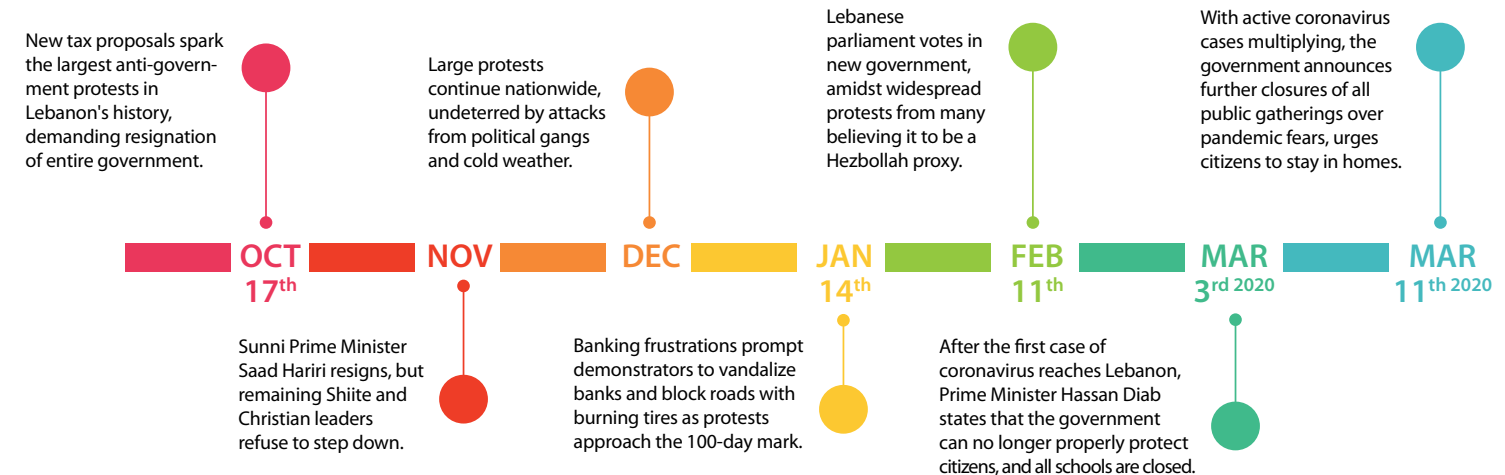 New tax proposals spark
the largest anti-govern-
ment protests in
Lebanon's history,
demanding resignation
of entire government.
OCT
17th
NOV
Sunni Prime Minister
Saad Hariri resigns, but
remaining Shiite and
Christian leaders
refuse to step down.
Large protests
continue nationwide,
undeterred by attacks
from political gangs
and cold weather.
DEC
JAN
14th
Banking frustrations prompt
demonstrators to vandalize
banks and block roads with
burning tires as protests
approach the 100-day mark.
Lebanese
parliament votes in
new government,
amidst widespread
protests from many
believing it to be a
Hezbollah proxy.
FEB
11th
MAR
3rd 2020
After the first case of
coronavirus reaches Lebanon,
Prime Minister Hassan Diab
states that the government
can no longer properly protect
citizens, and all schools are closed.
With active coronavirus
cases multiplying, the
government announces
further closures of all
public gatherings over
pandemic fears, urges
citizens to stay in homes.
MAR
11th 2020